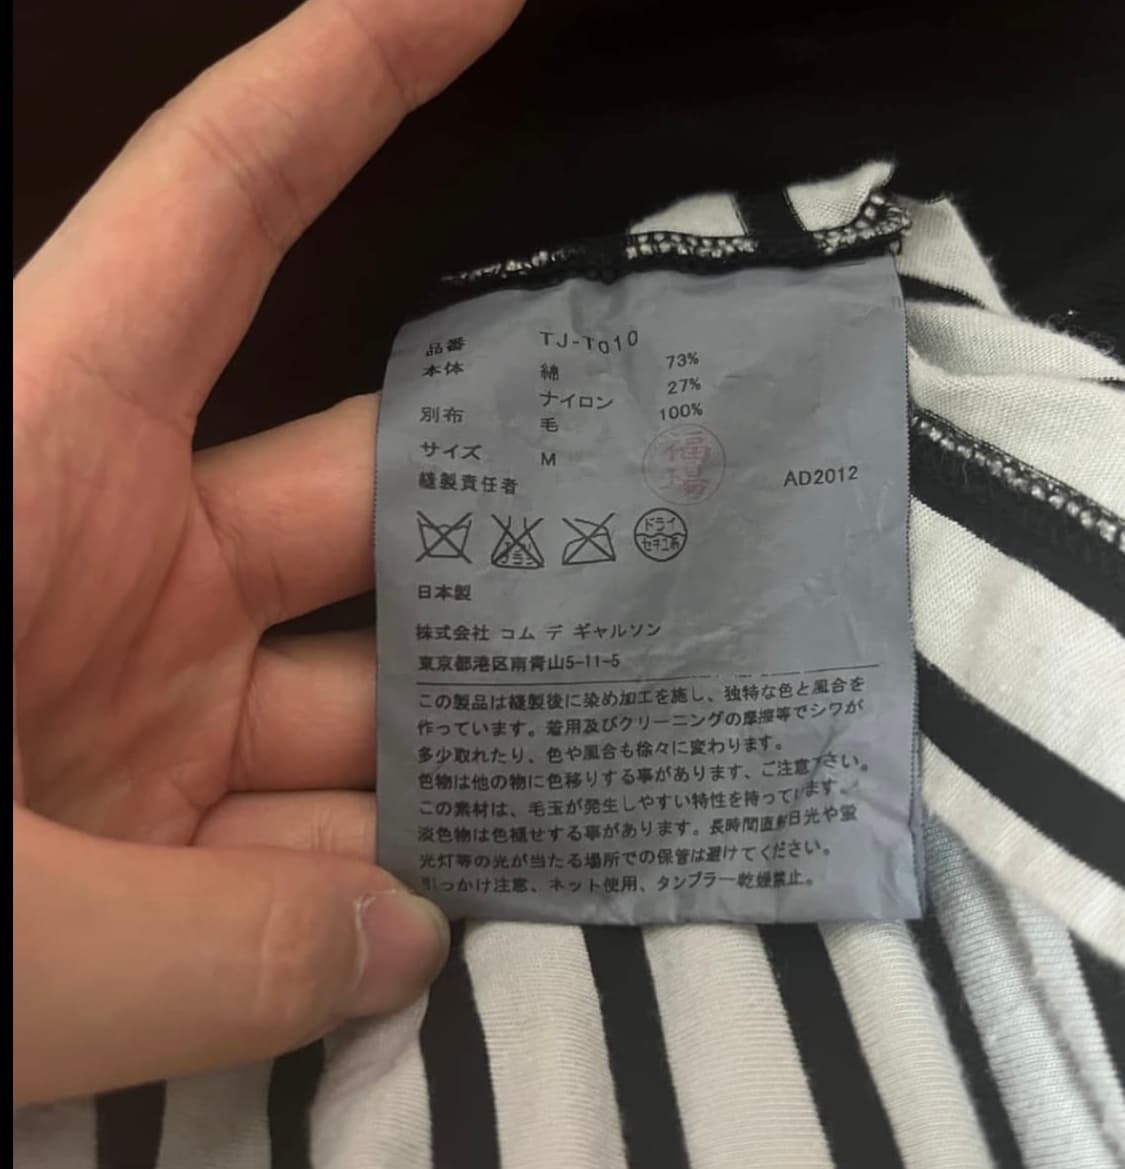 品番 TJ-T010
本体 綿 73%
ナイロン 27%
別布 毛 100%
サイズ M
縫製責任者 福場 AD2012
ドライ
セキユ系
日本製
株式会社 コム デ ギャルソン
東京都港区南青山5-11-5
この製品は縫製後に染め加工を施し、独特な色と風合を
作っています。着用及びクリーニングの摩擦等でシワが
多少取れたり、色や風合も徐々に変わります。
色物は他の物に色移りする事があります、ご注意下さい。
この素材は、毛玉が発生しやすい特性を持っています。
淡色物は色褪せする事があります。長時間直射日光や蛍
光灯等の光が当たる場所での保管は避けてください。
引っかけ注意、ネット使用、タンブラー乾燥禁止。